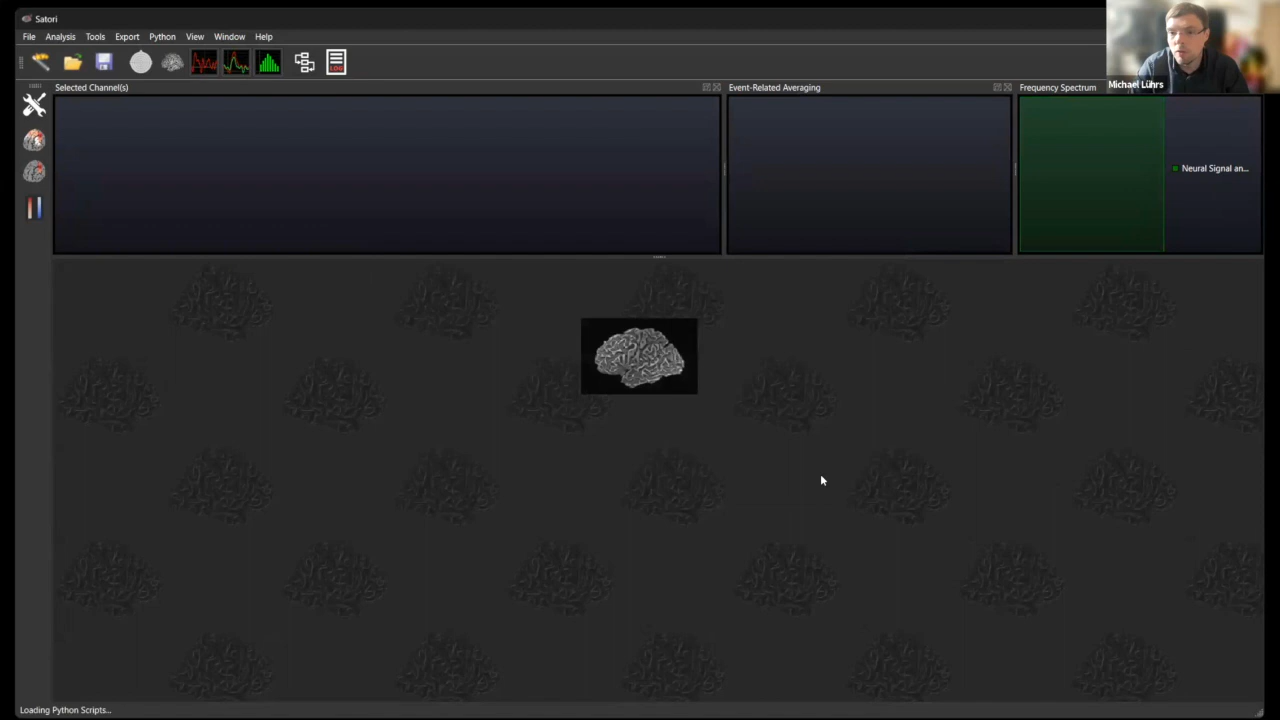 Satori
File Analysis Tools Export Python View Window Help
LOG
Michael Lührs
Selected Channel(s)
Event-Related Averaging
Frequency Spectrum
Neural Signal an...
Loading Python Scripts...